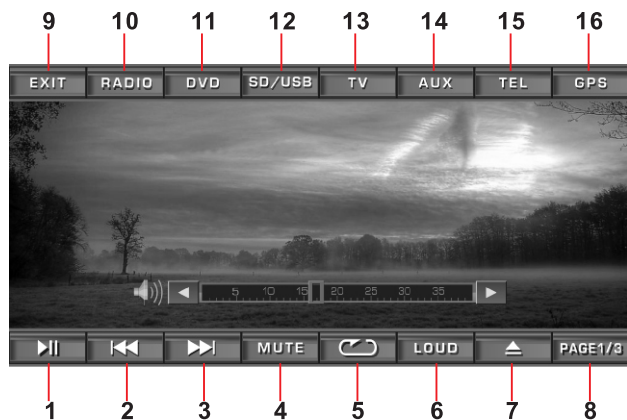 9 10 11 12 13 14 15 16
EXIT RADIO DVD SD/USB TV AUX TEL GPS
5 10 15 20 25 30 35
MUTE LOUD PAGE1/3
1 2 3 4 5 6 7 8